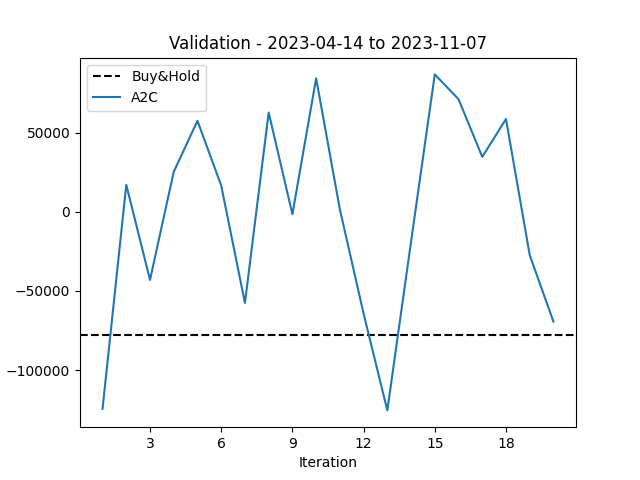 Validation - 2023-04-14 to 2023-11-07
Buy&Hold
A2C
50000
0
−50000
−100000
3 6 9 12 15 18
Iteration